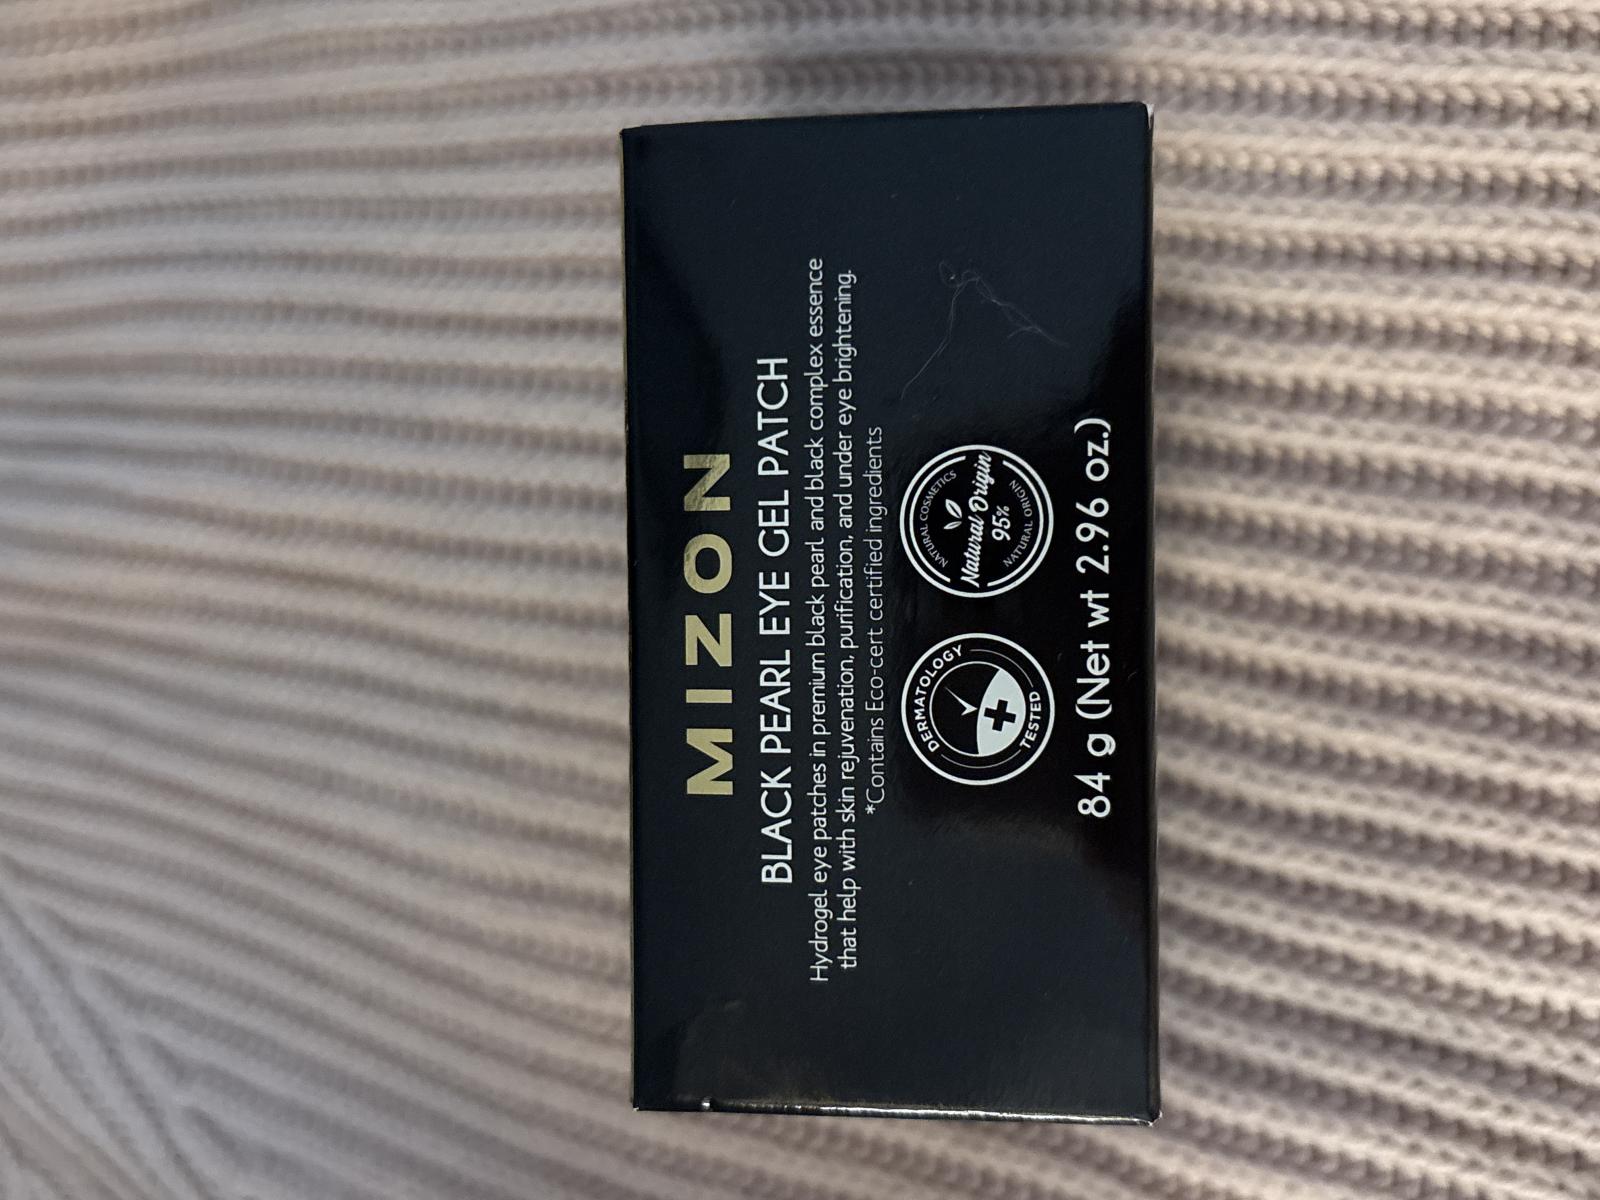 MIZON
BLACK PEARL EYE GEL PATCH
Hydrogel eye patches in premium black pearl and black complex essence
that help with skin rejuvenation, purification, and under eye brightening.
*Contains Eco-cert certified ingredients
DERMATOLOGY
TESTED
NATURAL COSMETICS
Natural Origin
95%
NATURAL ORIGIN
84 g (Net wt 2.96 oz.)